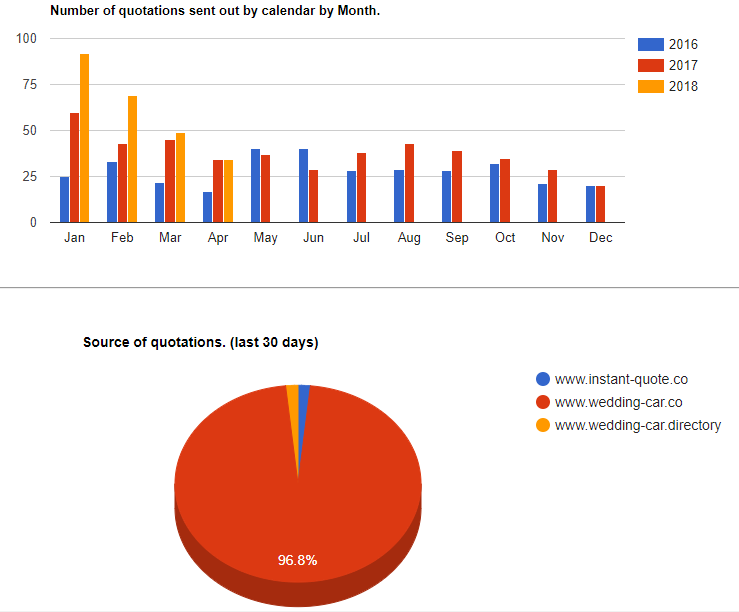 Number of quotations sent out by calendar by Month.
100
75
50
25
0
Jan Feb Mar Apr May Jun Jul Aug Sep Oct Nov Dec
2016
2017
2018
Source of quotations. (last 30 days)
www.instant-quote.co
www.wedding-car.co
www.wedding-car.directory
96.8%